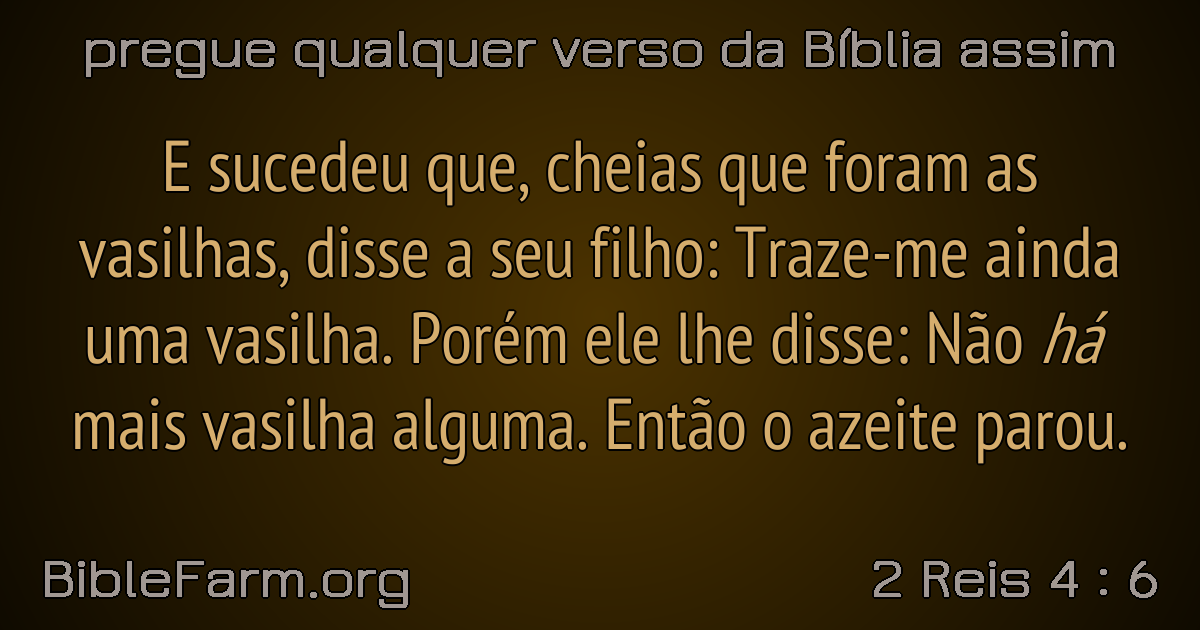 pregue qualquer verso da Bíblia assim
E sucedeu que, cheias que foram as
vasilhas, disse a seu filho: Traze-me ainda
uma vasilha. Porém ele lhe disse: Não há
mais vasilha alguma. Então o azeite parou.
BibleFarm.org
2 Reis 4 : 6